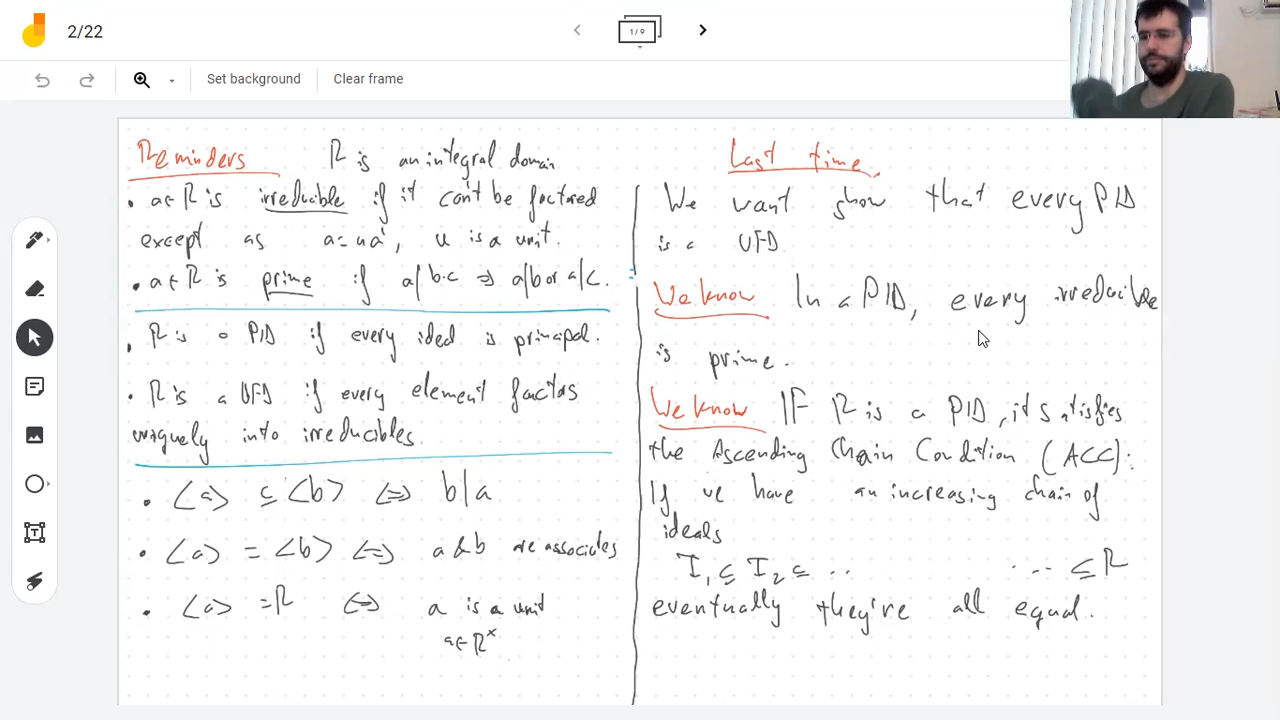 2/22
1/9
Set background
Clear frame
Reminders R is an integral domain
• a∈R is irreducible if it can't be factored
except as a=ua', u is a unit.
• a∈R is prime if a|b·c ⇒ a|b or a|c.
• R is a PID if every ideal is principal.
• R is a UFD if every element factors
uniquely into irreducibles.
• <a> ⊆ <b> ⇔ b|a
• <a> = <b> ⇔ a & b are associates
• <a> = R ⇔ a is a unit
a∈R^x
Last time
We want show that every PID
is a UFD
We know In a PID, every irreducible
is prime.
We know IF R is a PID, it satisfies
the Ascending Chain Condition (ACC):
If we have an increasing chain of
ideals
I₁ ⊆ I₂ ⊆ ... ... ⊆ R
eventually they're all equal.